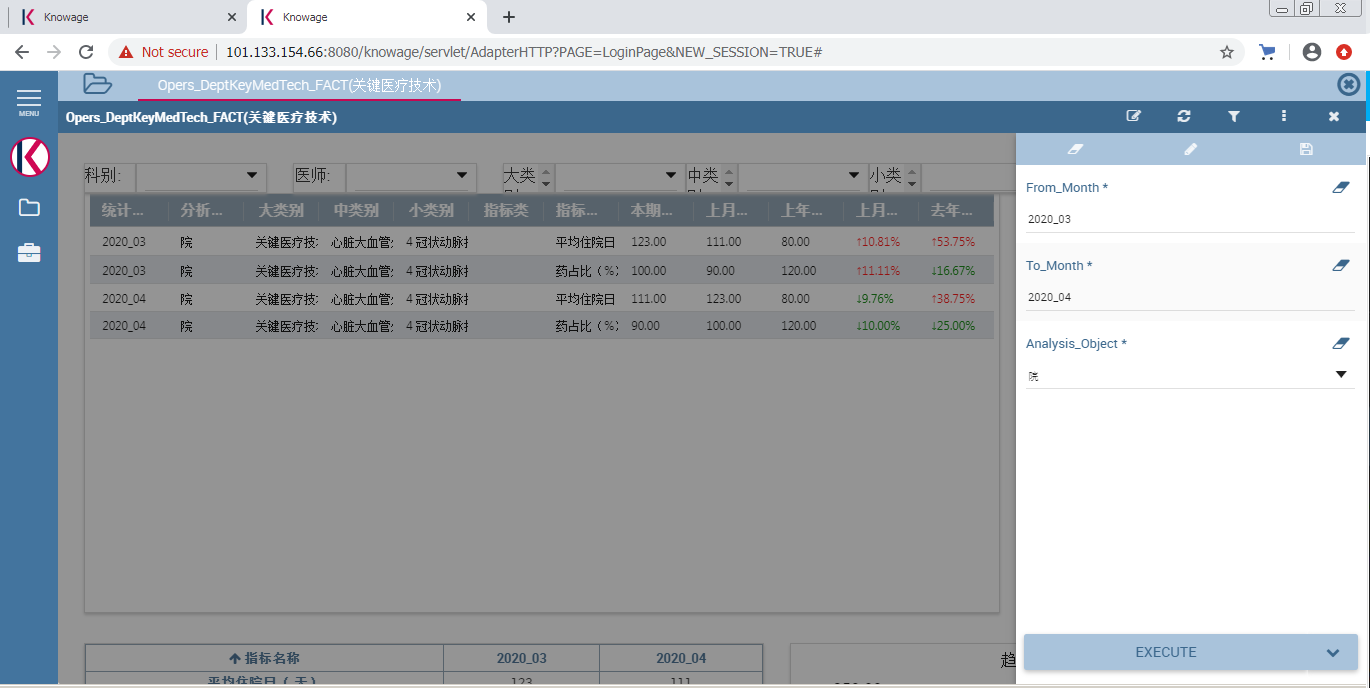 Knowage
Knowage
Not secure
101.133.154.66:8080/knowage/servlet/AdapterHTTP?PAGE=LoginPage&NEW_SESSION=TRUE#
MENU
Opers_DeptKeyMedTech_FACT(关键医疗技术)
Opers_DeptKeyMedTech_FACT(关键医疗技术)
科别: 医师: 大类 中类 小类
统计... 分析... 大类别 中类别 小类别 指标类 指标... 本期... 上月... 上年... 上月... 去年...
2020_03 院 关键医疗技 心脏大血管 4 冠状动脉 平均住院日 123.00 111.00 80.00 ↑10.81% ↑53.75%
2020_03 院 关键医疗技 心脏大血管 4 冠状动脉 药占比（%） 100.00 90.00 120.00 ↑11.11% ↓16.67%
2020_04 院 关键医疗技 心脏大血管 4 冠状动脉 平均住院日 111.00 123.00 80.00 ↓9.76% ↑38.75%
2020_04 院 关键医疗技 心脏大血管 4 冠状动脉 药占比（%） 90.00 100.00 120.00 ↓10.00% ↓25.00%
指标名称 2020_03 2020_04
平均住院日（天） 123 111
趋
From_Month *
2020_03
To_Month *
2020_04
Analysis_Object *
院
EXECUTE